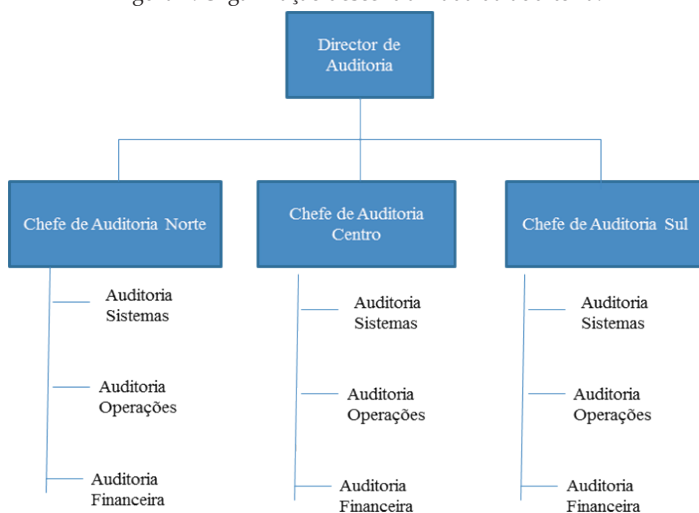 Director de
Auditoria
Chefe de Auditoria Norte
Chefe de Auditoria
Centro
Chefe de Auditoria Sul
Auditoria
Sistemas
Auditoria
Operações
Auditoria
Financeira
Auditoria
Sistemas
Auditoria
Operações
Auditoria
Financeira
Auditoria
Sistemas
Auditoria
Operações
Auditoria
Financeira